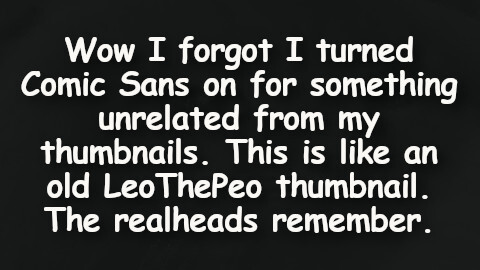 Wow I forgot I turned
Comic Sans on for something
unrelated from my
thumbnails. This is like an
old LeoThePeo thumbnail.
The realheads remember.